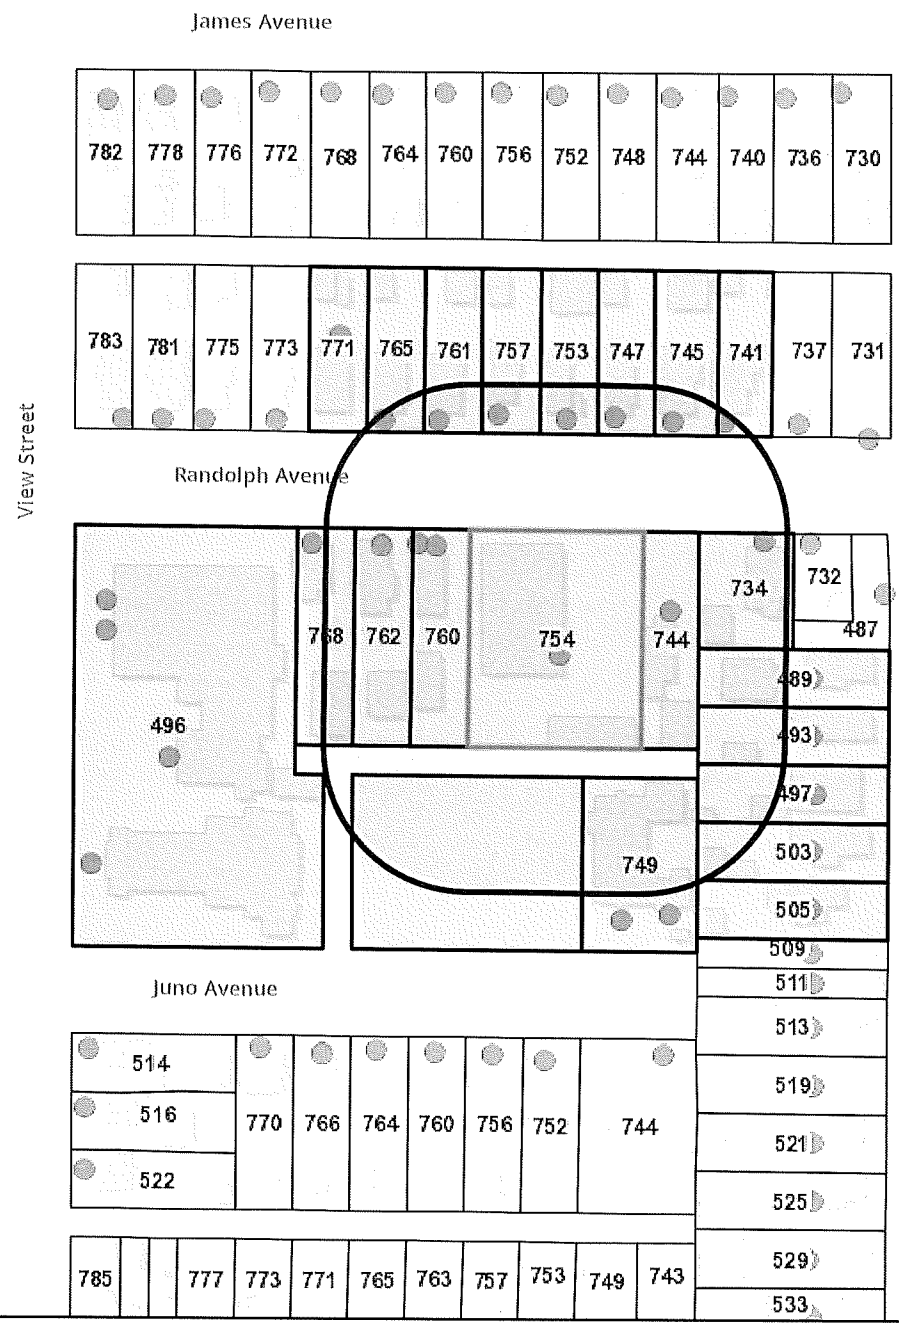 James Avenue
782 778 776 772 768 764 760 756 752 748 744 740 736 730
783 781 775 773 771 765 761 757 753 747 745 741 737 731
View Street
Randolph Avenue
768 762 760 754 744 734 732
487
489
496
493
497
749
503
505
509
Juno Avenue
511
513
514
516
522
770 766 764 760 756 752 744
519
521
525
529
785 777 773 771 765 763 757 753 749 743
533